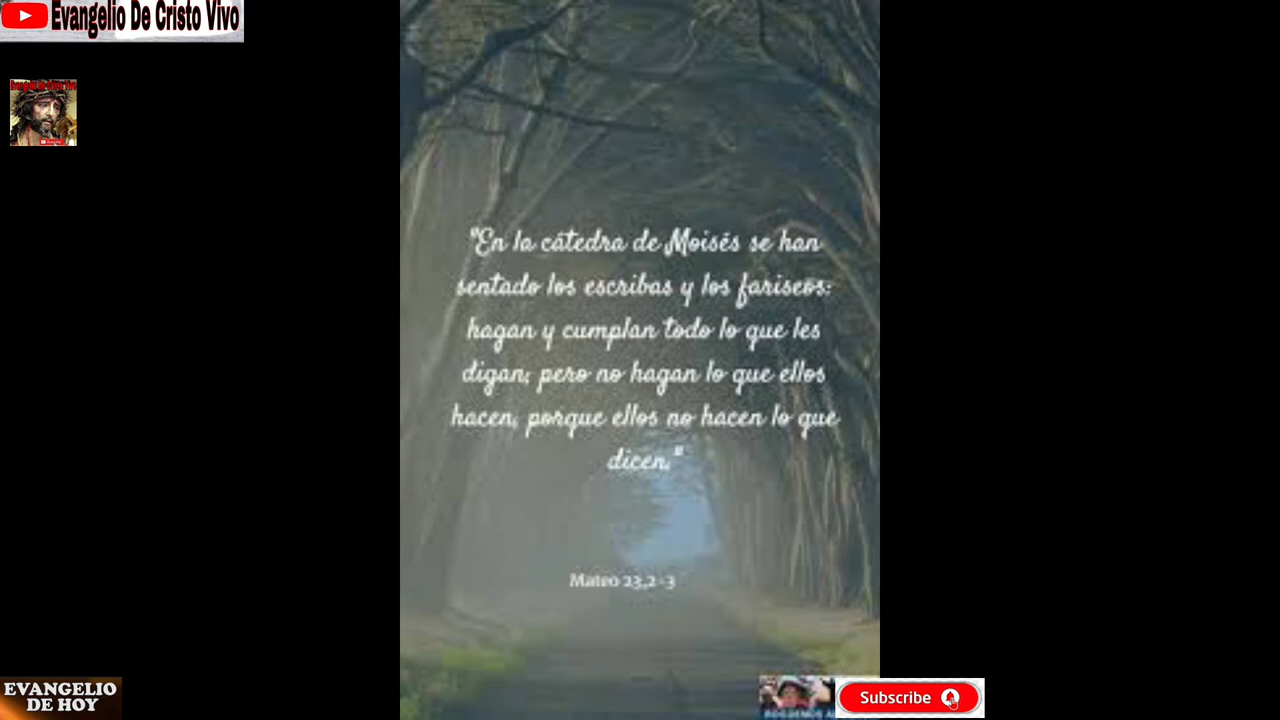 Evangelio De Cristo Vivo
"En la cátedra de Moisés se han
sentado los escribas y los fariseos:
hagan y cumplan todo lo que les
digan; pero no hagan lo que ellos
hacen, porque ellos no hacen lo que
dicen."
Mateo 23,2-3
EVANGELIO
DE HOY
Subscribe